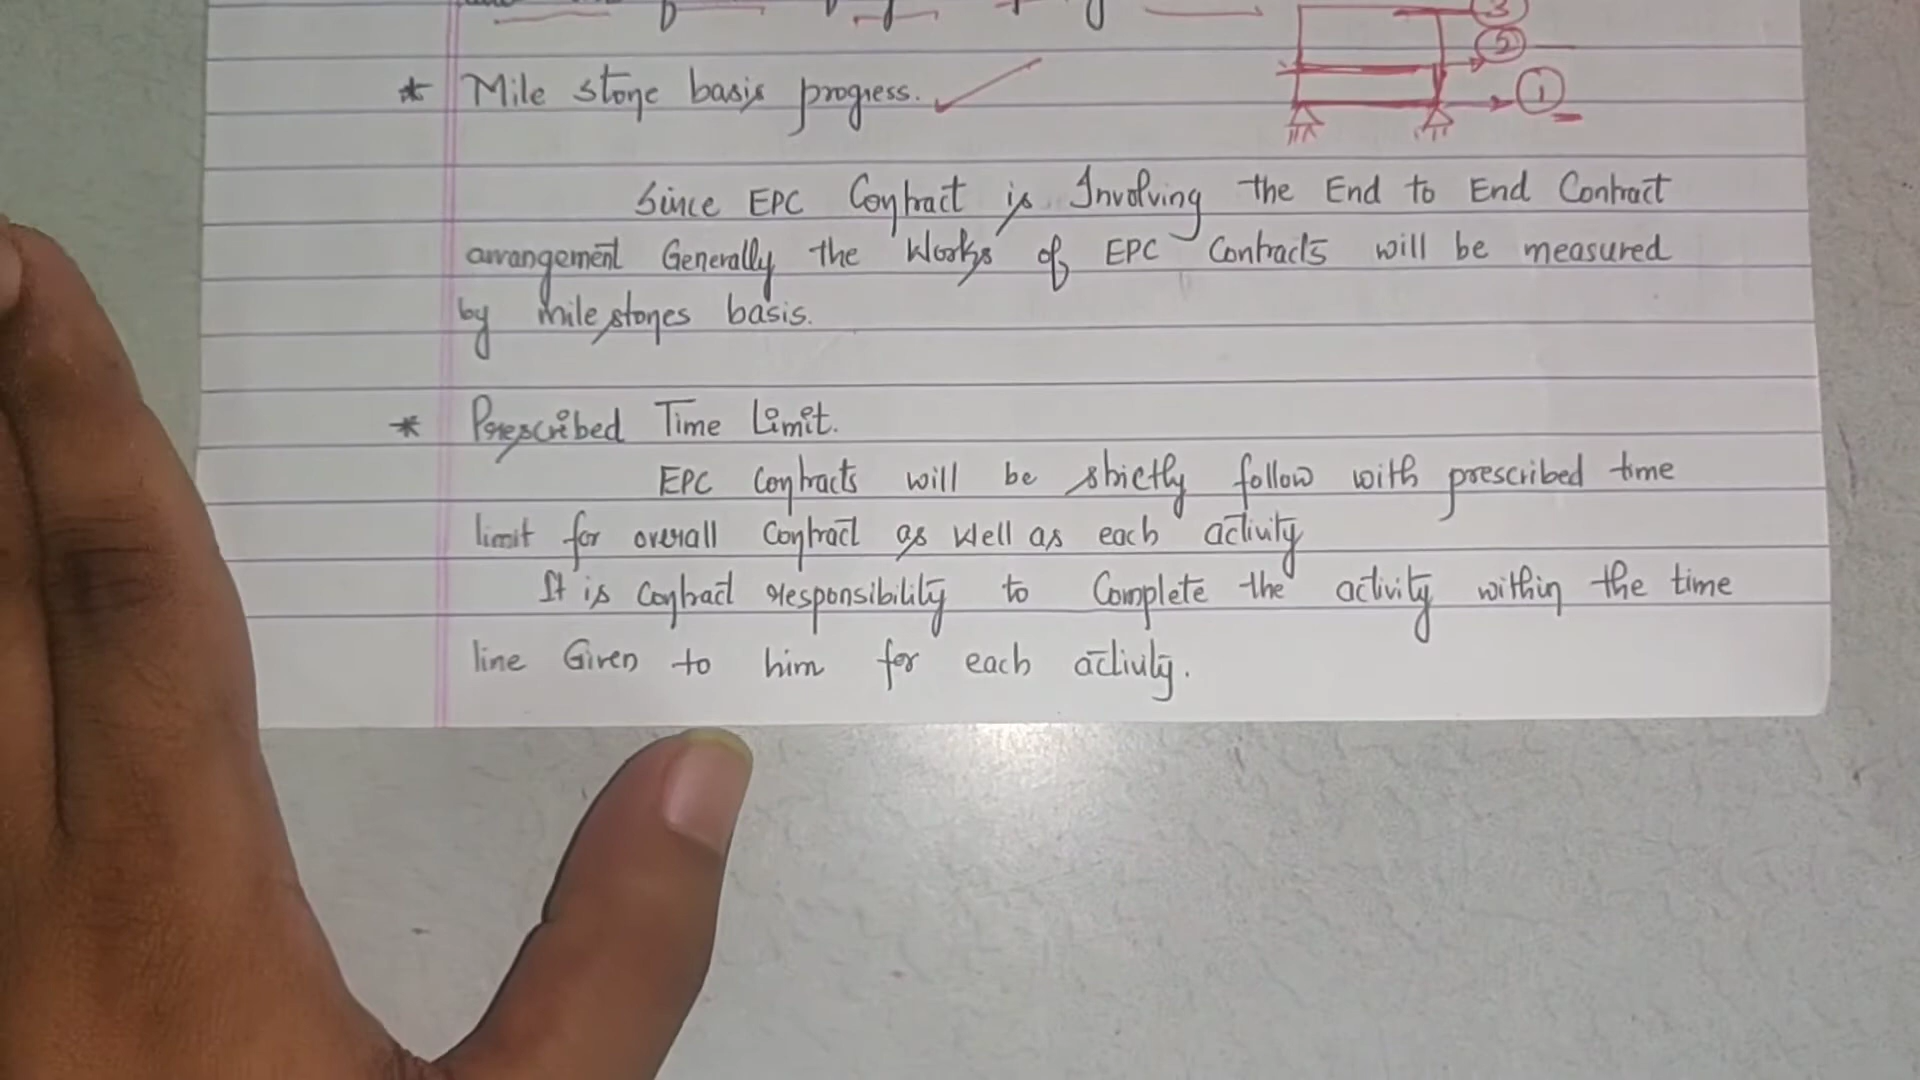 ③
②
* Mile stone basis progress.
①
Since EPC Contract is Involving the End to End Contract
arrangement Generally the Works of EPC Contracts will be measured
by mile stones basis.
* Prescribed Time Limit.
EPC Contracts will be strictly follow with prescribed time
limit for overall Contract as well as each activity
It is Contract responsibility to Complete the activity within the time
line Given to him for each activity.